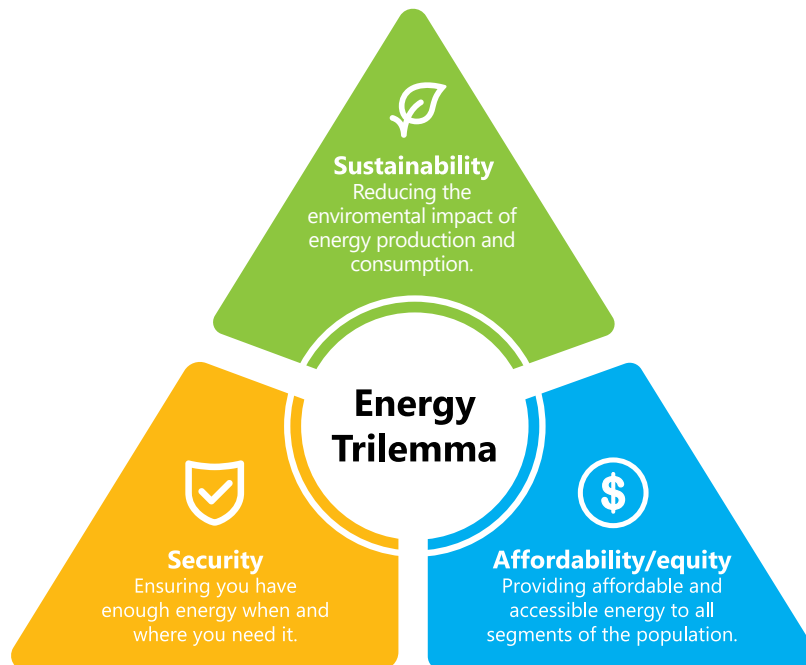 Sustainability
Reducing the
enviromental impact of
energy production and
consumption.
Energy
Trilemma
Security
Ensuring you have
enough energy when and
where you need it.
$
Affordability/equity
Providing affordable and
accessible energy to all
segments of the population.